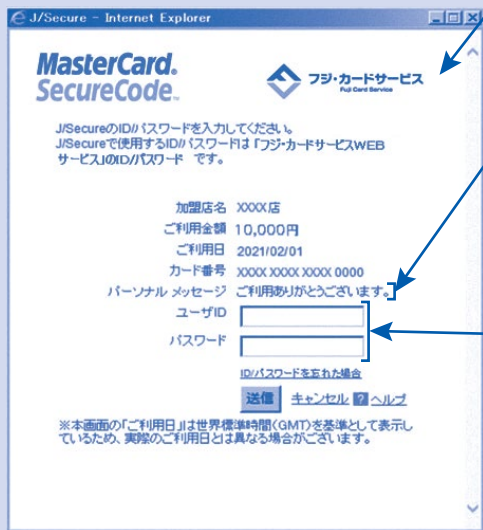 J/Secure - Internet Explorer
MasterCard.
SecureCode™
フジ・カードサービス
Fuji Card Service
J/SecureのID/パスワードを入力してください。
J/Secureで使用するID/パスワードは「フジ・カードサービスWEB
サービス」のID/パスワード です。
加盟店名 XXXX店
ご利用金額 10,000円
ご利用日 2021/02/01
カード番号 XXXX XXXX XXXX 0000
パーソナル メッセージ ご利用ありがとうございます。
ユーザID
パスワード
ID/パスワードを忘れた場合
送信 キャンセル ? ヘルプ
※本画面の「ご利用日」は世界標準時間(GMT)を基準として表示し
ているため、実際のご利用日とは異なる場合がございます。